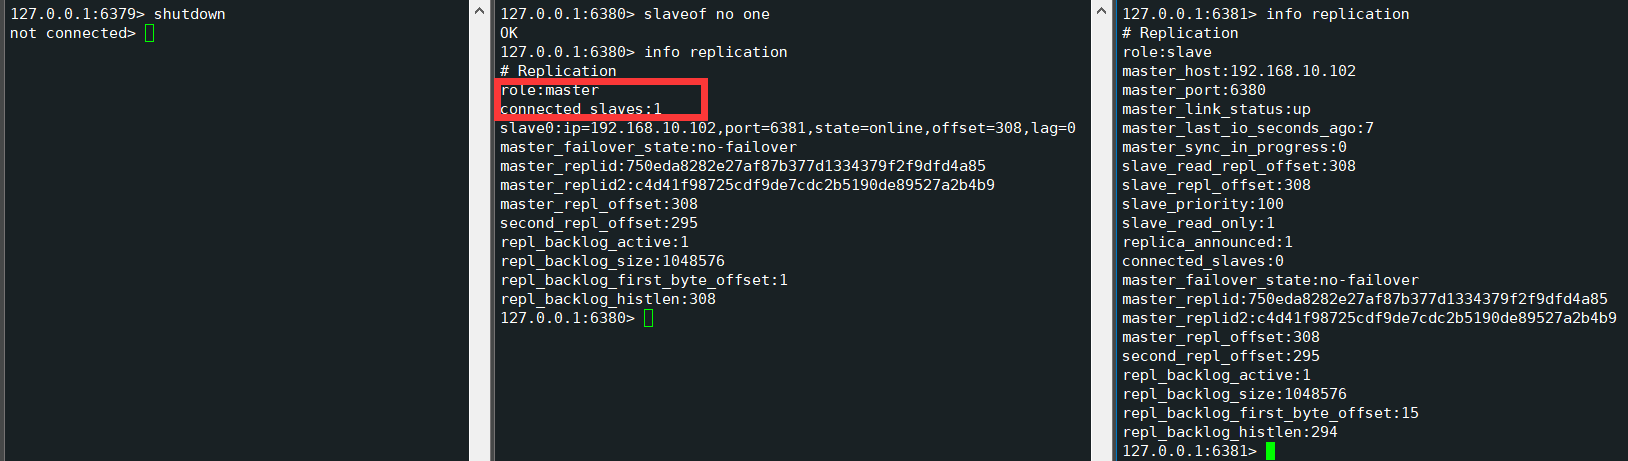 127.0.0.1:6379> shutdown
not connected>
127.0.0.1:6380> slaveof no one
OK
127.0.0.1:6380> info replication
# Replication
role:master
connected_slaves:1
slave0:ip=192.168.10.102,port=6381,state=online,offset=308,lag=0
master_failover_state:no-failover
master_replid:750eda8282e27af87b377d1334379f2f9dfd4a85
master_replid2:c4d41f98725cdf9de7cdc2b5190de89527a2b4b9
master_repl_offset:308
second_repl_offset:295
repl_backlog_active:1
repl_backlog_size:1048576
repl_backlog_first_byte_offset:1
repl_backlog_histlen:308
127.0.0.1:6380>
127.0.0.1:6381> info replication
# Replication
role:slave
master_host:192.168.10.102
master_port:6380
master_link_status:up
master_last_io_seconds_ago:7
master_sync_in_progress:0
slave_read_repl_offset:308
slave_repl_offset:308
slave_priority:100
slave_read_only:1
replica_announced:1
connected_slaves:0
master_failover_state:no-failover
master_replid:750eda8282e27af87b377d1334379f2f9dfd4a85
master_replid2:c4d41f98725cdf9de7cdc2b5190de89527a2b4b9
master_repl_offset:308
second_repl_offset:295
repl_backlog_active:1
repl_backlog_size:1048576
repl_backlog_first_byte_offset:15
repl_backlog_histlen:294
127.0.0.1:6381>